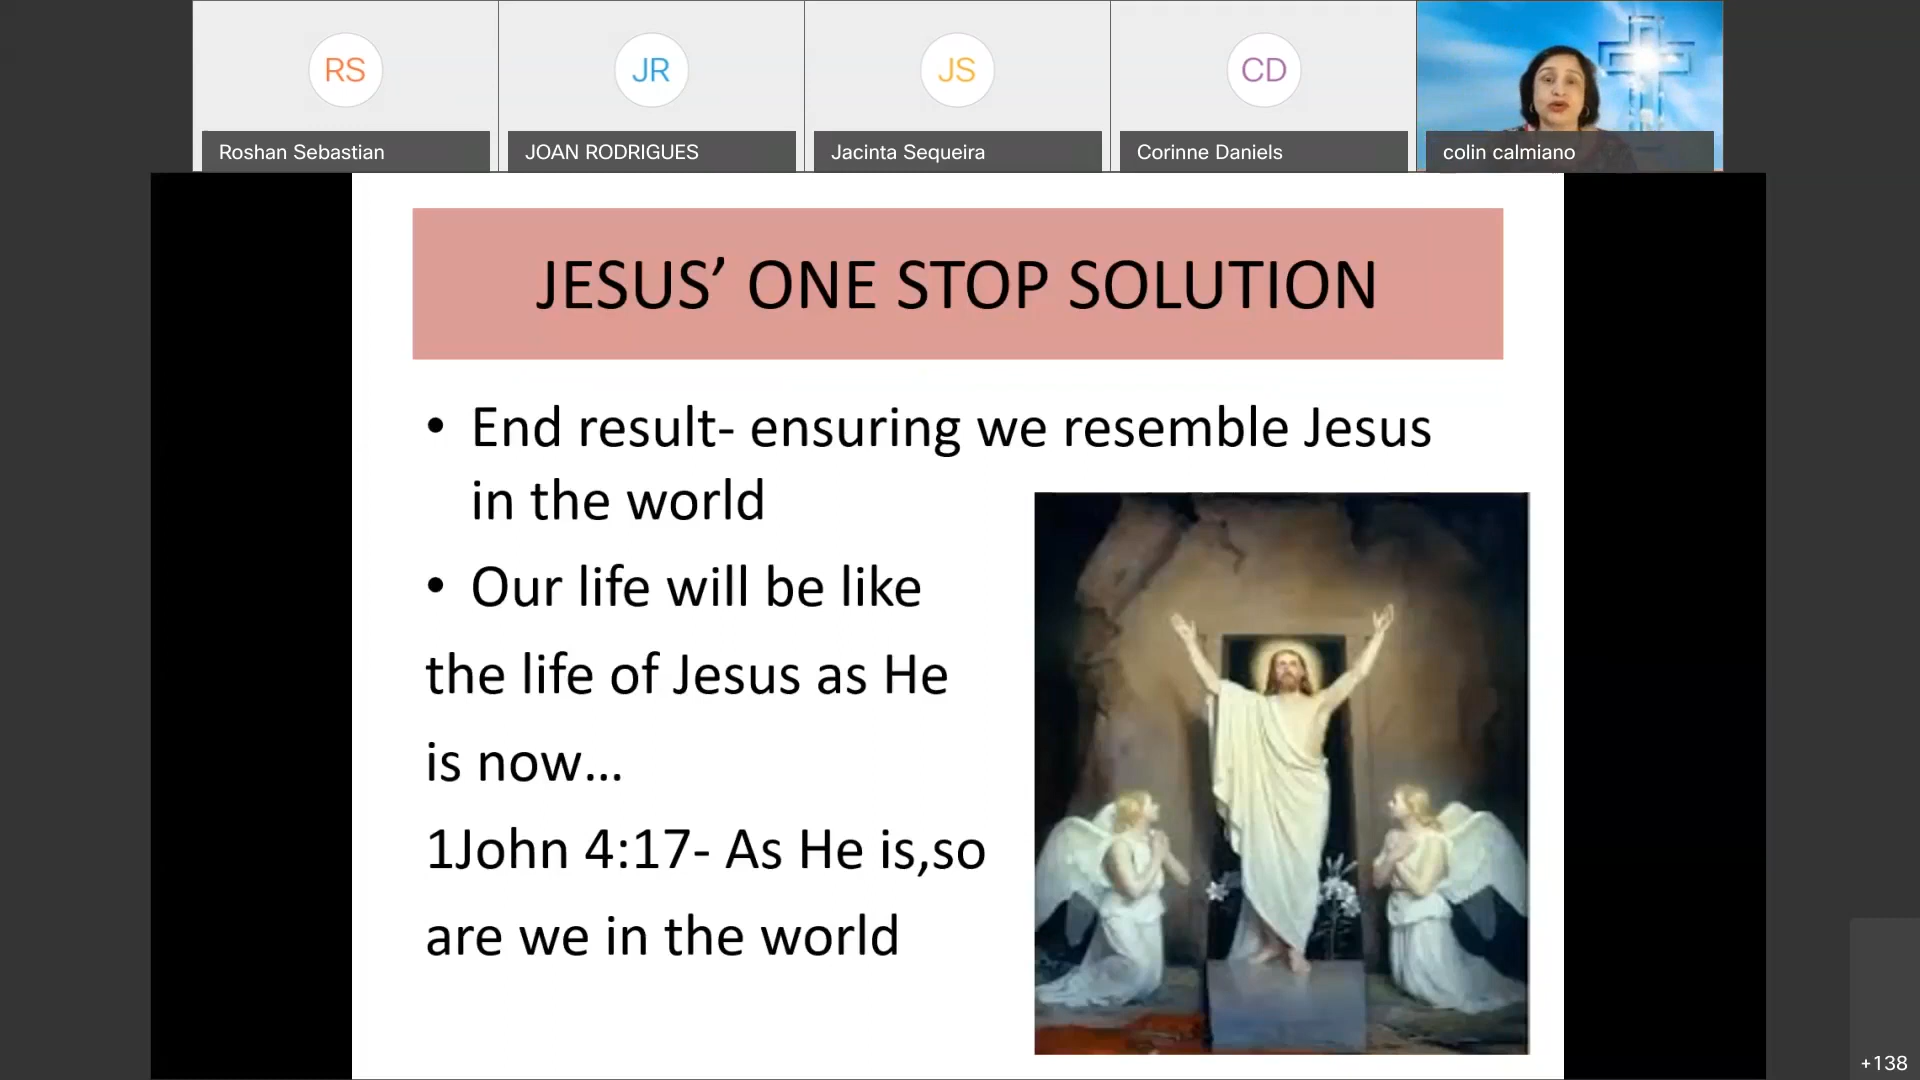 RS
JR
JS
CD
Roshan Sebastian
JOAN RODRIGUES
Jacinta Sequeira
Corinne Daniels
colin calmiano
JESUS’ ONE STOP SOLUTION
• End result- ensuring we resemble Jesus
in the world
• Our life will be like
the life of Jesus as He
is now...
1John 4:17- As He is,so
are we in the world
+138